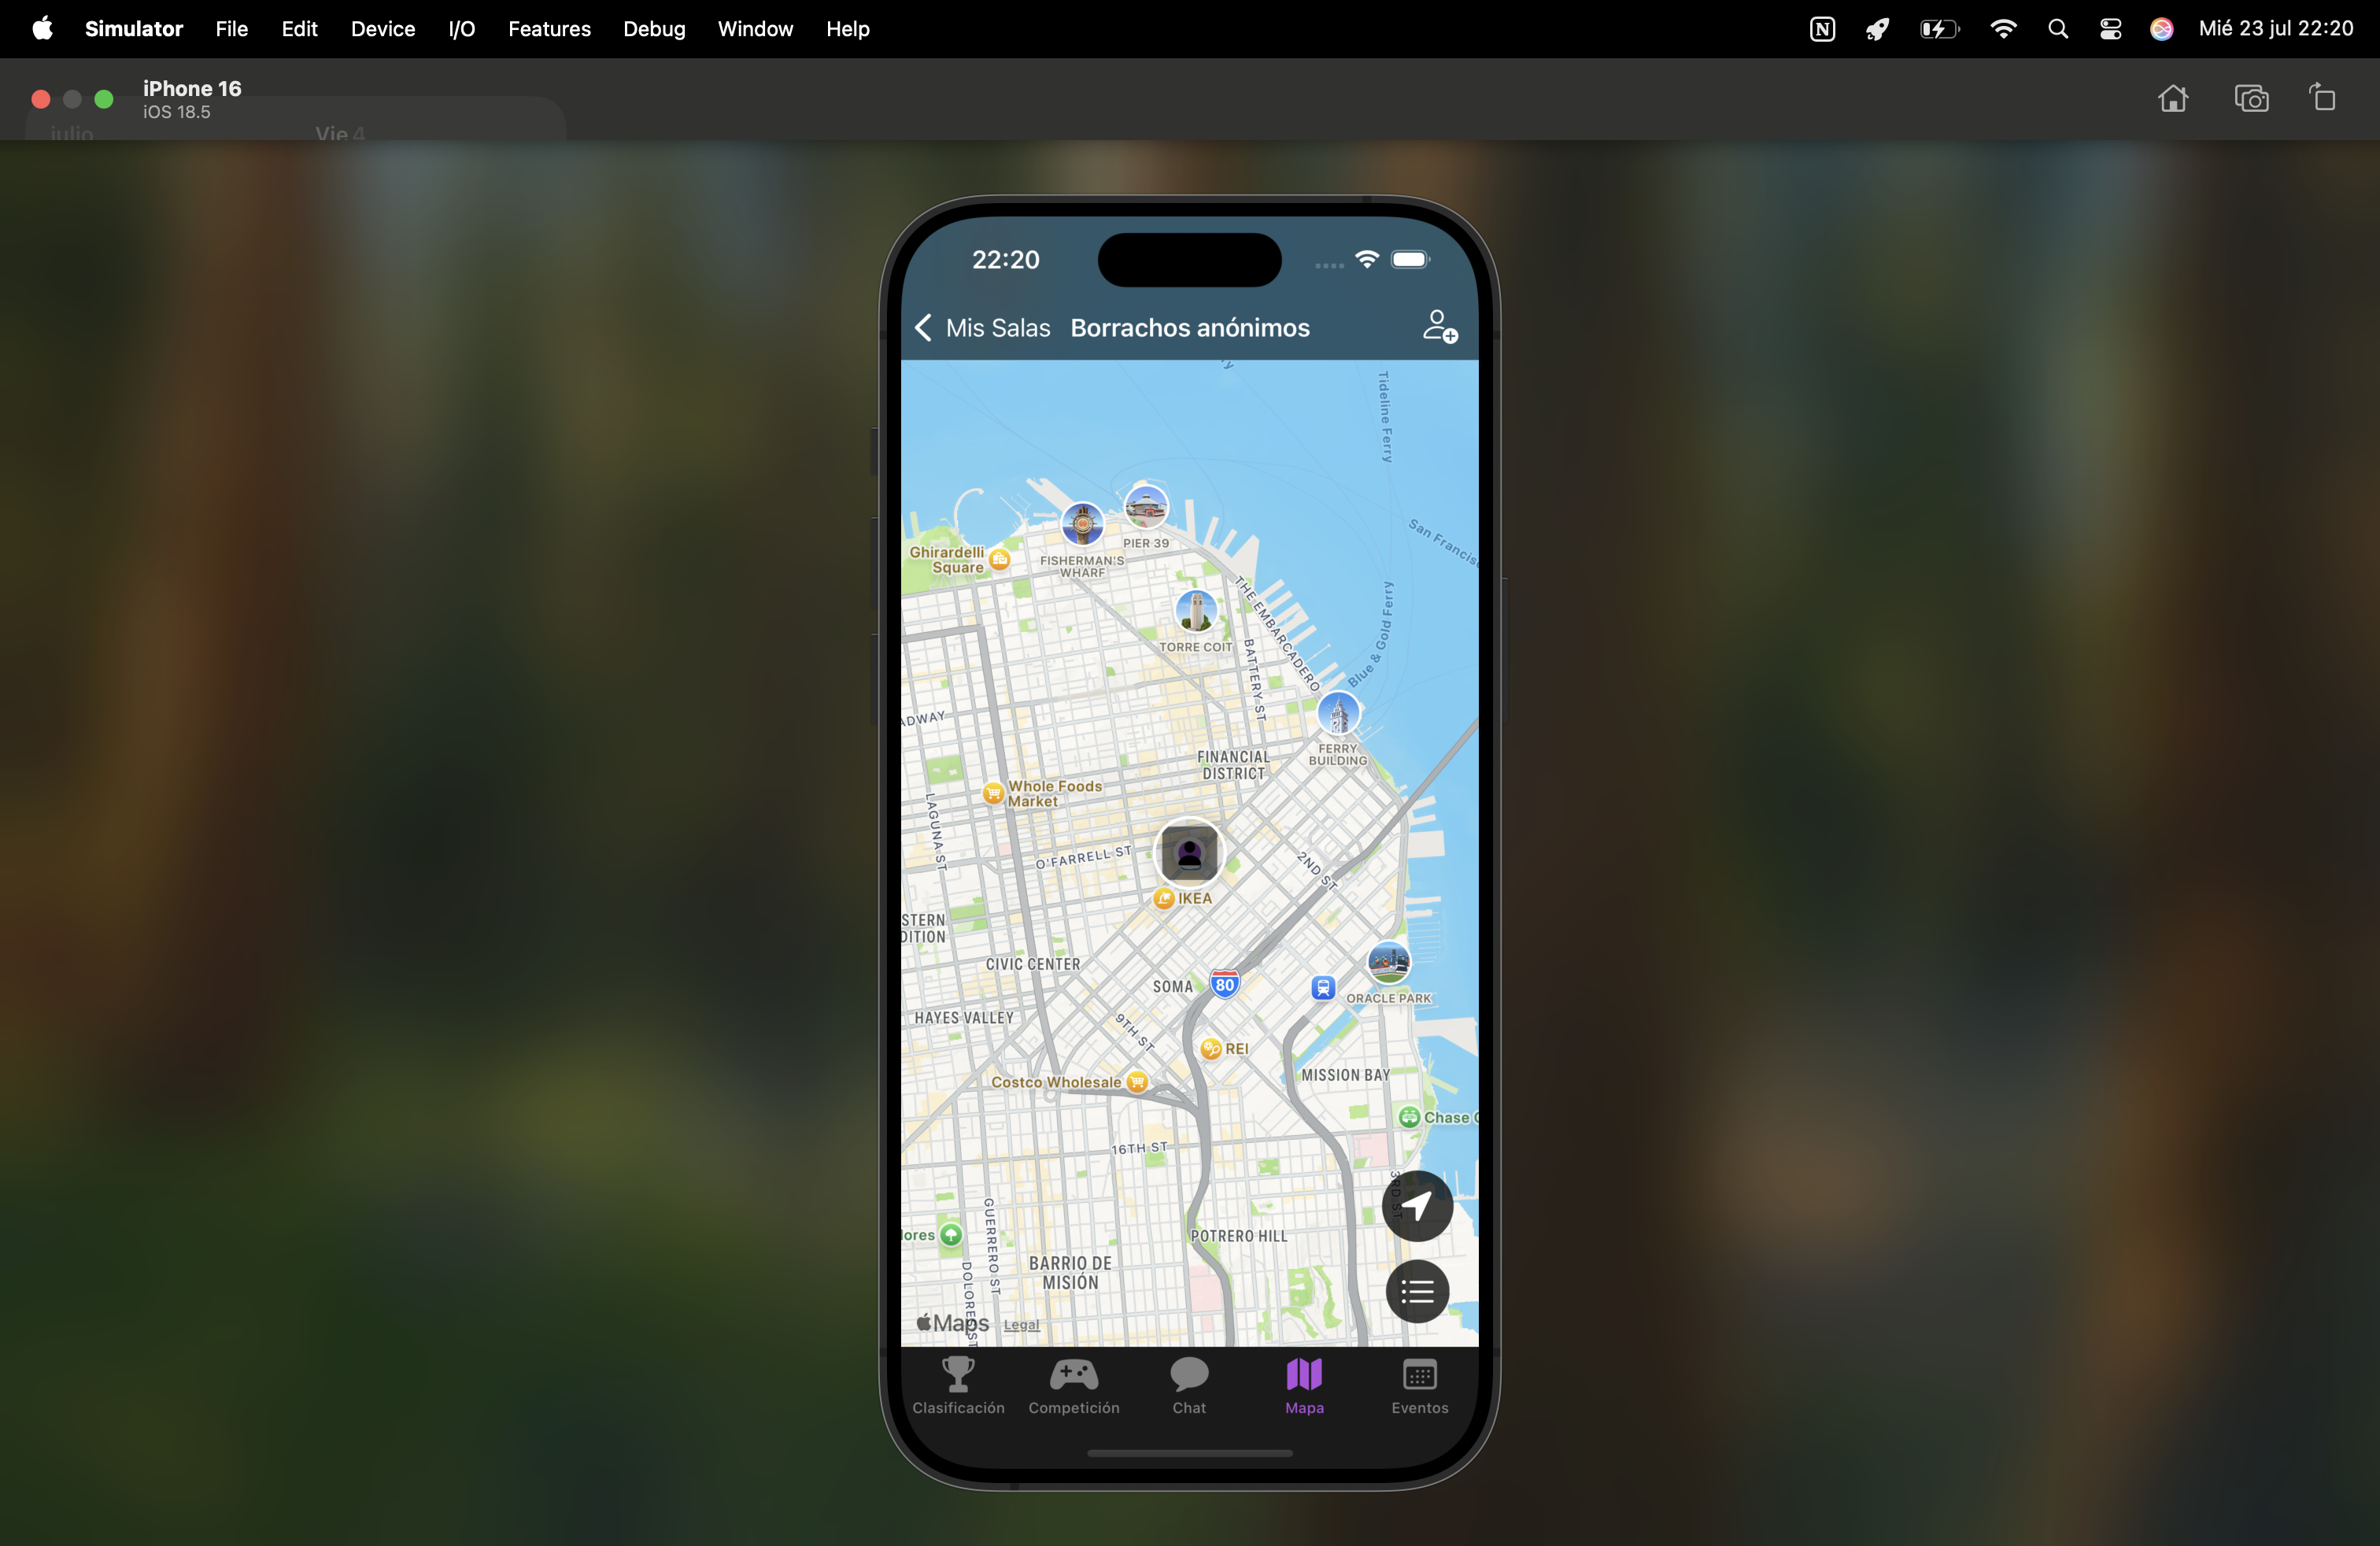 Simulator File Edit Device I/O Features Debug Window Help
Mié 23 jul 22:20
iPhone 16
iOS 18.5
julio Vie 4
22:20
Mis Salas Borrachos anónimos
Tideline Ferry
San Francis
PIER 39
Ghirardelli
Square
FISHERMAN'S
WHARF
THE EMBARCADERO
Blue & Gold Ferry
TORRE COIT
BATTERY ST
ADWAY
FERRY
BUILDING
FINANCIAL
DISTRICT
Whole Foods
Market
LAGUNA ST
O'FARRELL ST
2ND ST
IKEA
STERN
DITION
CIVIC CENTER
SOMA
80
ORACLE PARK
HAYES VALLEY
9TH ST
REI
MISSION BAY
Costco Wholesale
Chase C
16TH ST
3RD ST
GUERRERO ST
lores
POTRERO HILL
BARRIO DE
MISIÓN
DOLORES ST
Maps Legal
Clasificación Competición Chat Mapa Eventos